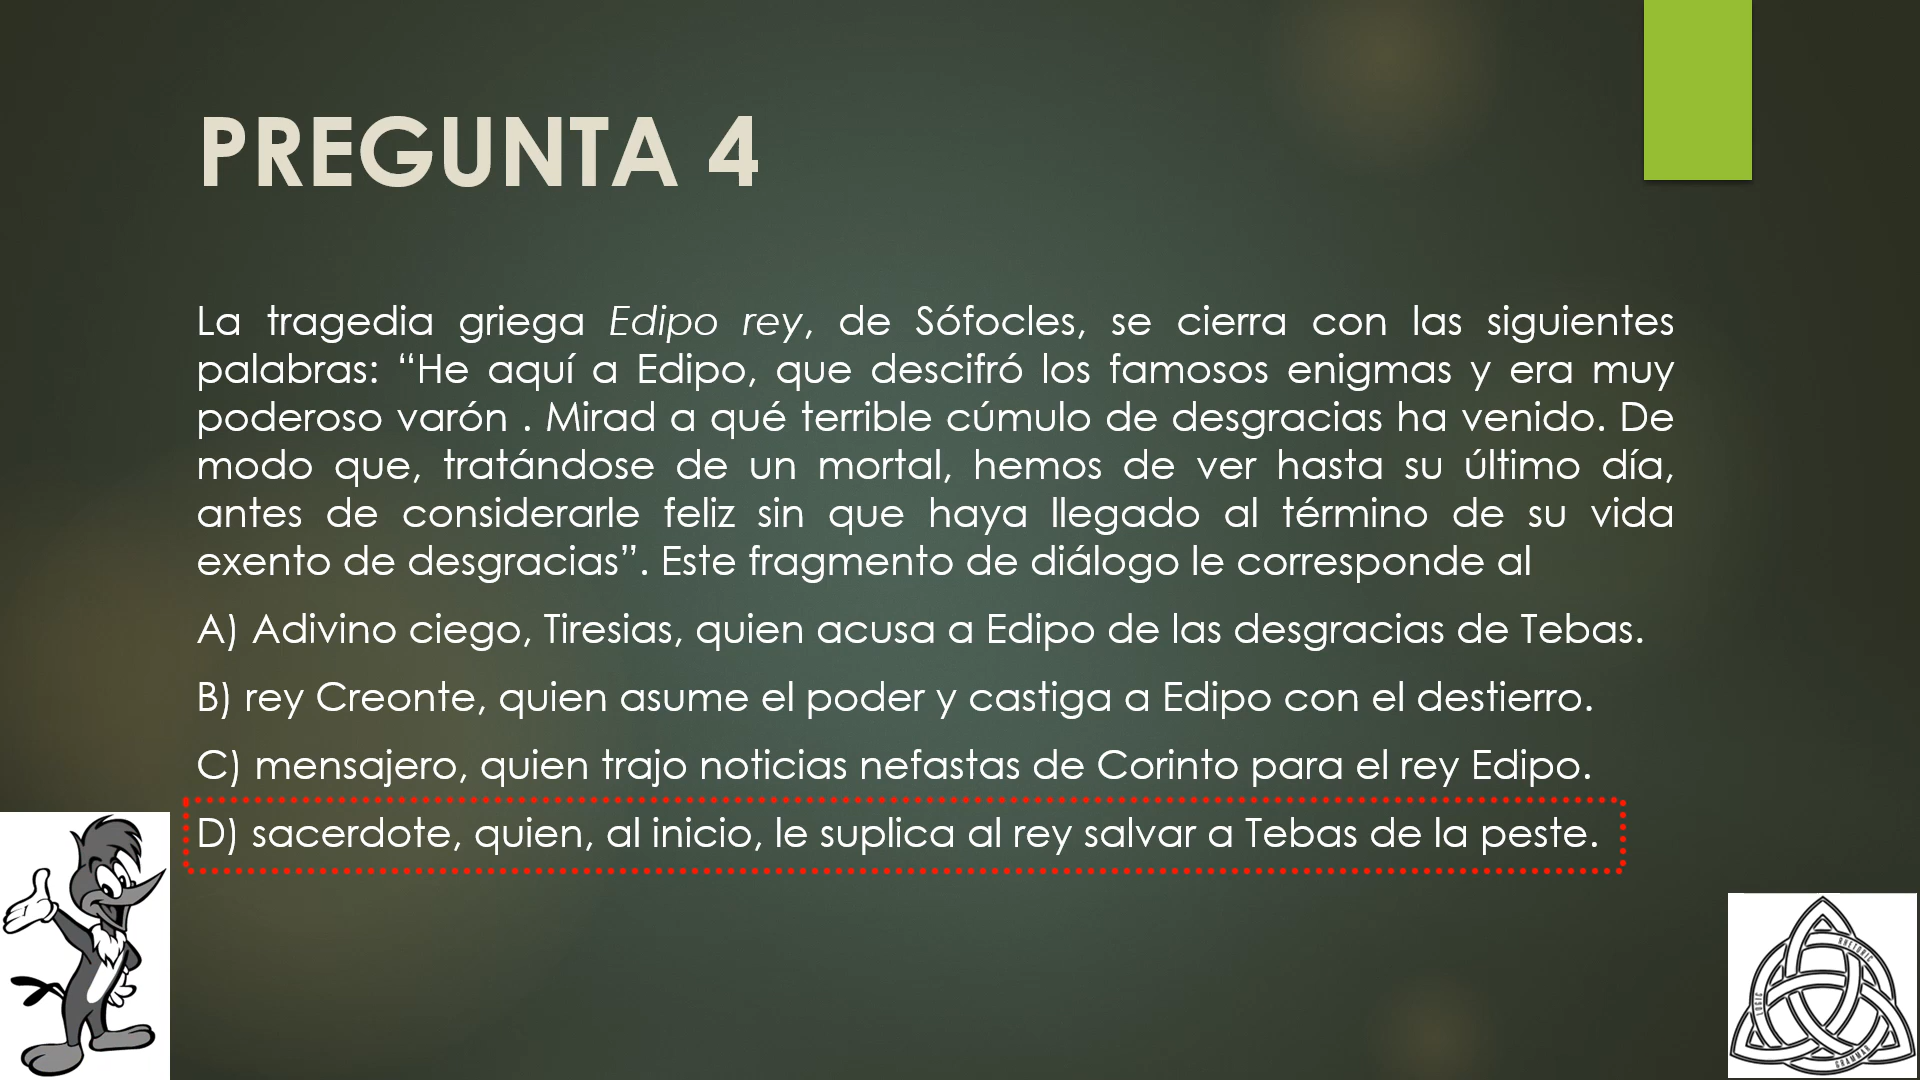 PREGUNTA 4
La tragedia griega Edipo rey, de Sófocles, se cierra con las siguientes
palabras: “He aquí a Edipo, que descifró los famosos enigmas y era muy
poderoso varón . Mirad a qué terrible cúmulo de desgracias ha venido. De
modo que, tratándose de un mortal, hemos de ver hasta su último día,
antes de considerarle feliz sin que haya llegado al término de su vida
exento de desgracias”. Este fragmento de diálogo le corresponde al
A) Adivino ciego, Tiresias, quien acusa a Edipo de las desgracias de Tebas.
B) rey Creonte, quien asume el poder y castiga a Edipo con el destierro.
C) mensajero, quien trajo noticias nefastas de Corinto para el rey Edipo.
D) sacerdote, quien, al inicio, le suplica al rey salvar a Tebas de la peste.
RHETORIC
LOGIC
GRAMMAR